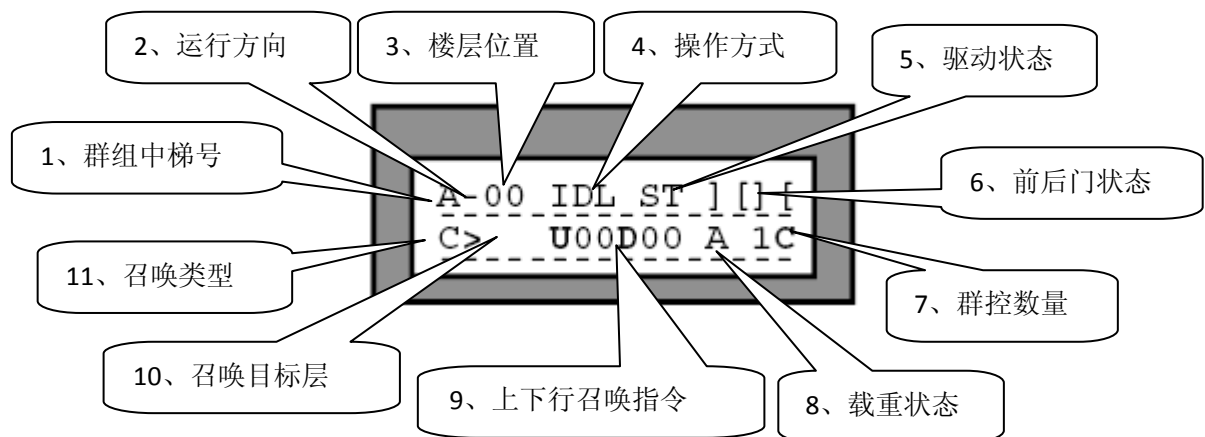 2、运行方向
3、楼层位置
4、操作方式
5、驱动状态
1、群组中梯号
6、前后门状态
A-00 IDL ST ][][
C> U00D00 A 1C
11、召唤类型
7、群控数量
10、召唤目标层
9、上下行召唤指令
8、载重状态